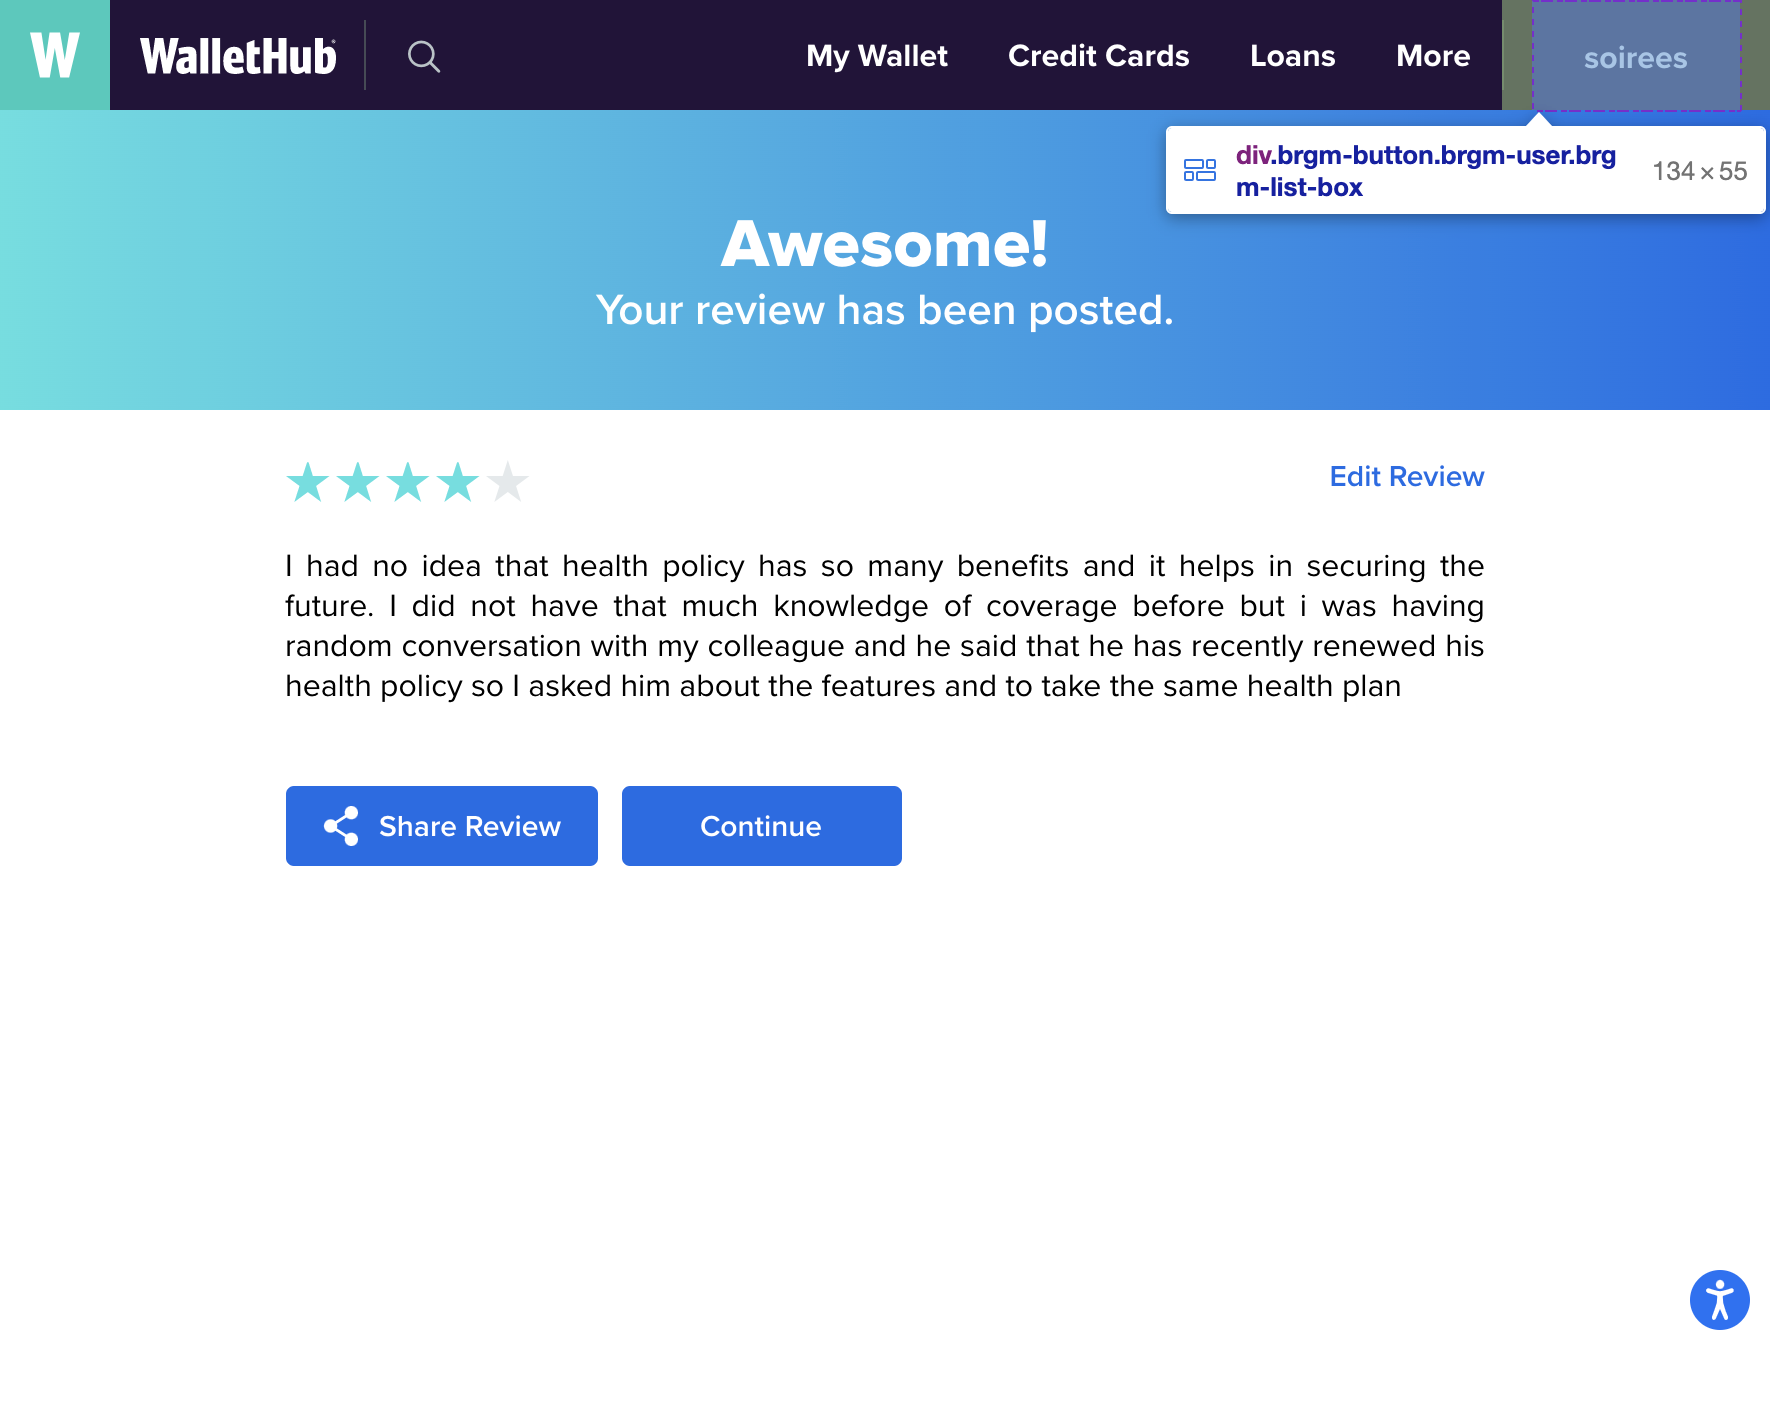 W WalletHub My Wallet Credit Cards Loans More soirees
div.brgm-button.brgm-user.brg
m-list-box
134 × 55
Awesome!
Your review has been posted.
Edit Review
I had no idea that health policy has so many benefits and it helps in securing the
future. I did not have that much knowledge of coverage before but i was having
random conversation with my colleague and he said that he has recently renewed his
health policy so I asked him about the features and to take the same health plan
Share Review Continue